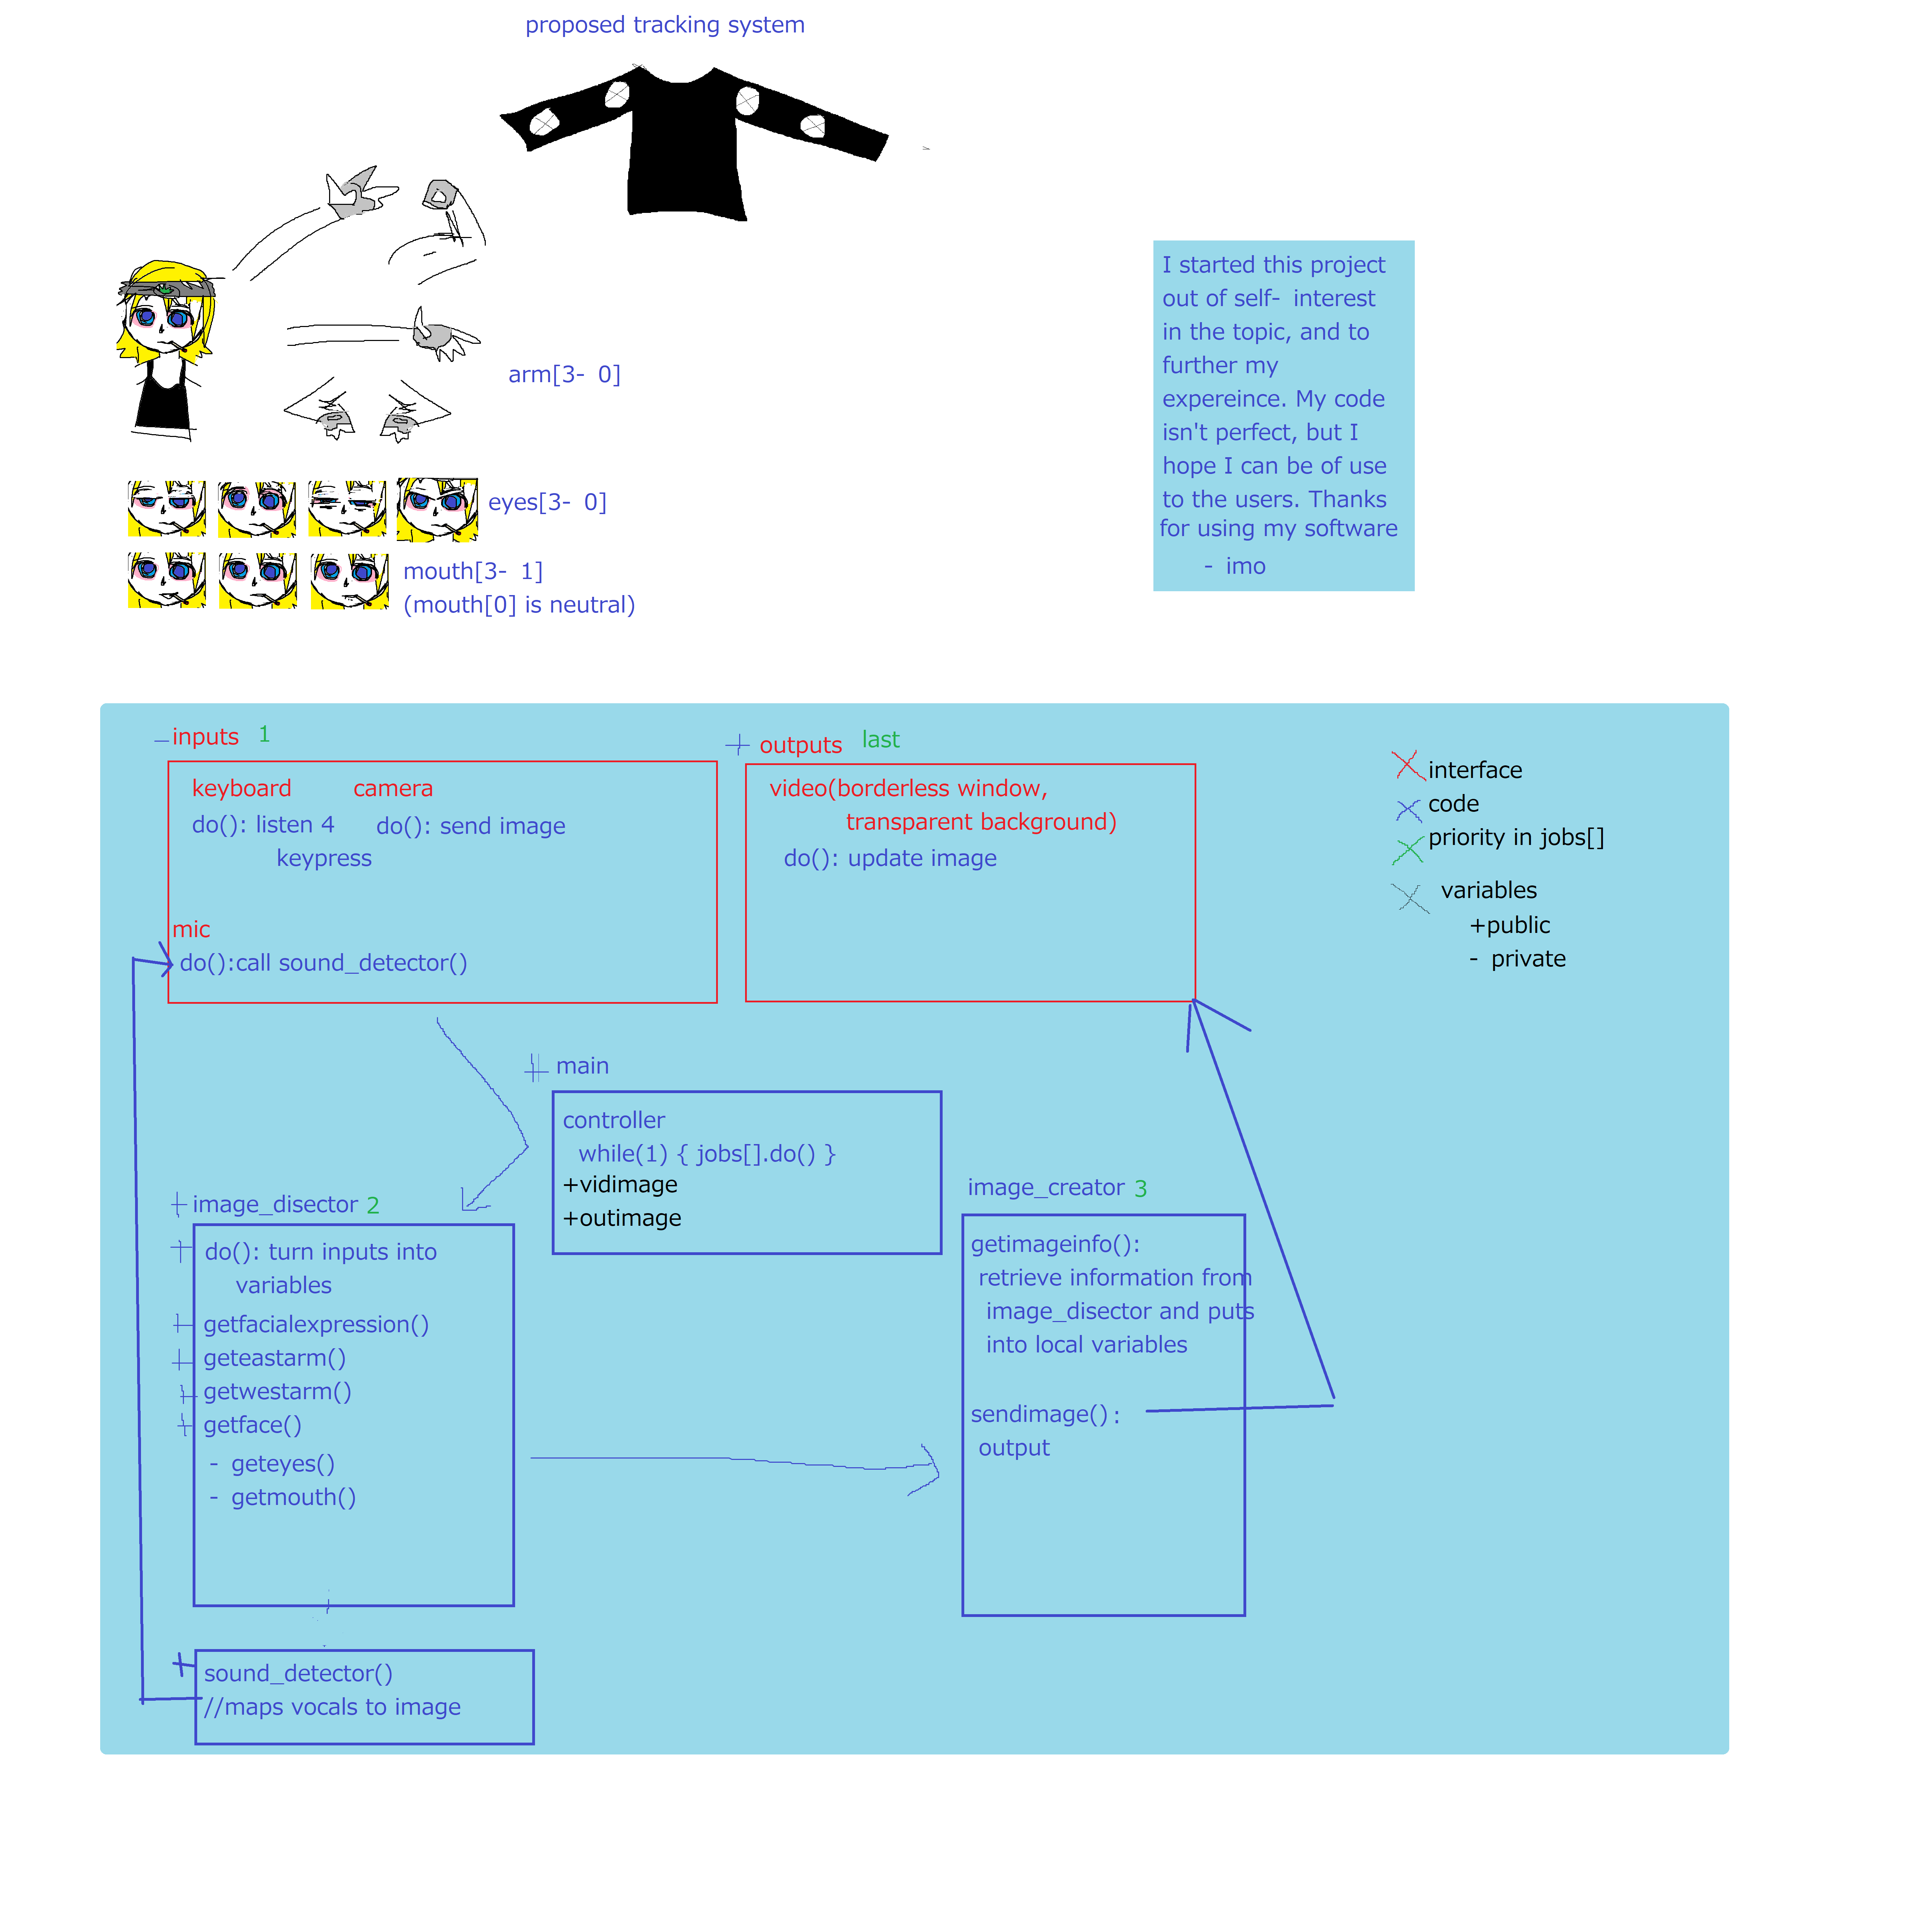 proposed tracking system
I started this project
out of self- interest
in the topic, and to
further my
expereince. My code
isn't perfect, but I
hope I can be of use
to the users. Thanks
for using my software
- imo
arm[3- 0]
eyes[3- 0]
mouth[3- 1]
(mouth[0] is neutral)
- inputs 1
keyboard camera
do(): listen 4 do(): send image
keypress
mic
do():call sound_detector()
+ outputs last
video(borderless window,
transparent background)
do(): update image
interface
code
priority in jobs[]
variables
+public
- private
+ main
controller
while(1) { jobs[].do() }
+vidimage
+outimage
+ image_disector 2
+ do(): turn inputs into
variables
+ getfacialexpression()
+ geteastarm()
+ getwestarm()
+ getface()
- geteyes()
- getmouth()
image_creator 3
getimageinfo():
retrieve information from
image_disector and puts
into local variables
sendimage():
output
+ sound_detector()
//maps vocals to image